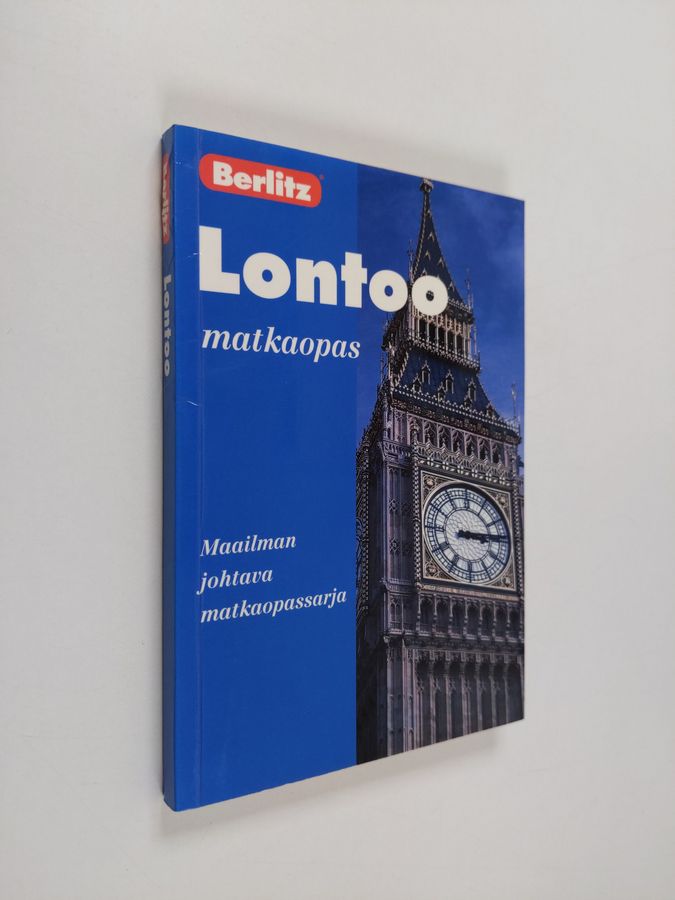 Berlitz
Lontoo
matkaopas
Maailman
johtava
matkaopassarja
Berlitz
Lontoo